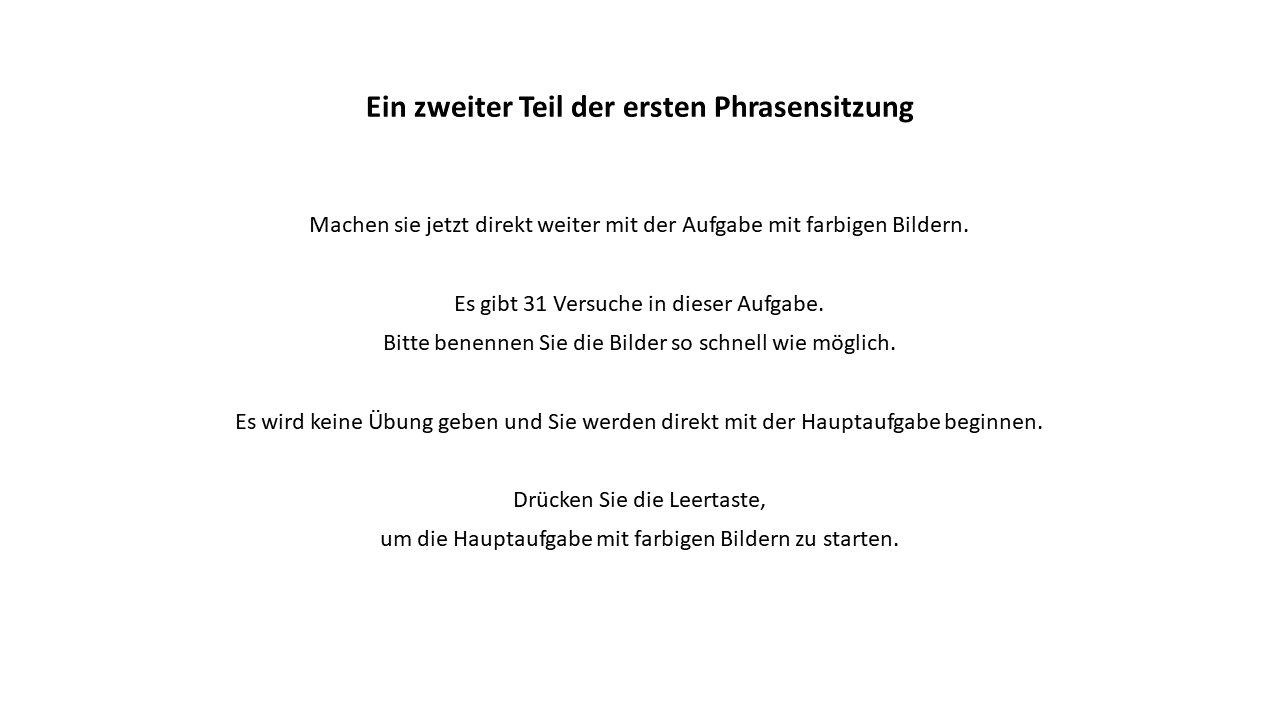 Ein zweiter Teil der ersten Phrasensitzung
Machen sie jetzt direkt weiter mit der Aufgabe mit farbigen Bildern.
Es gibt 31 Versuche in dieser Aufgabe.
Bitte benennen Sie die Bilder so schnell wie möglich.
Es wird keine Übung geben und Sie werden direkt mit der Hauptaufgabe beginnen.
Drücken Sie die Leertaste,
um die Hauptaufgabe mit farbigen Bildern zu starten.